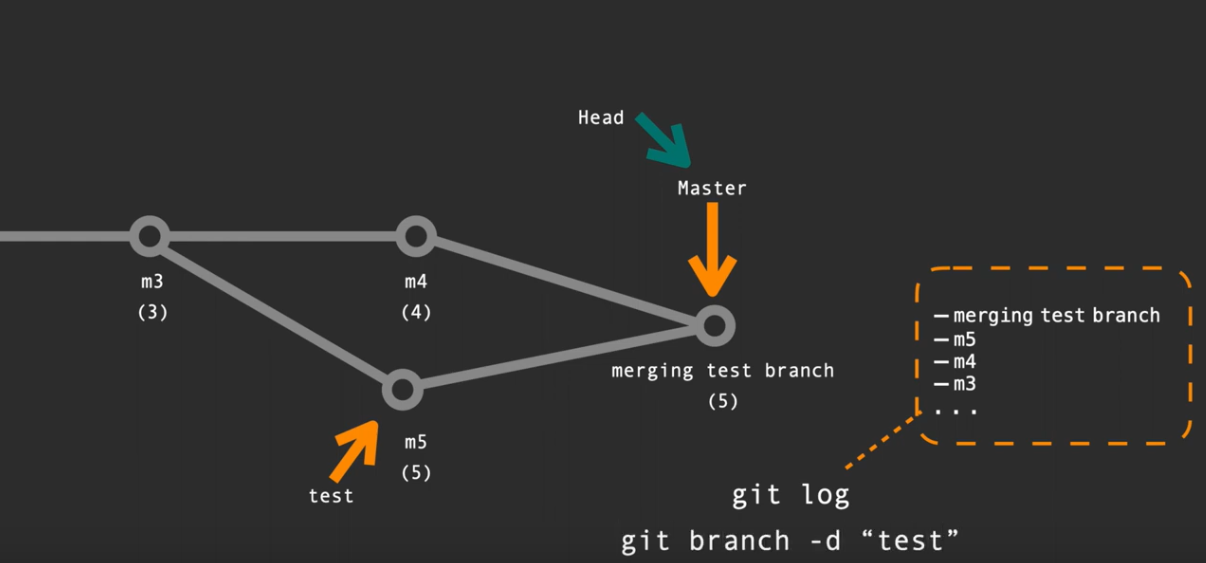 Head
Master
m3
(3)
m4
(4)
merging test branch
(5)
m5
(5)
test
— merging test branch
— m5
— m4
— m3
...
git log
git branch -d “test”